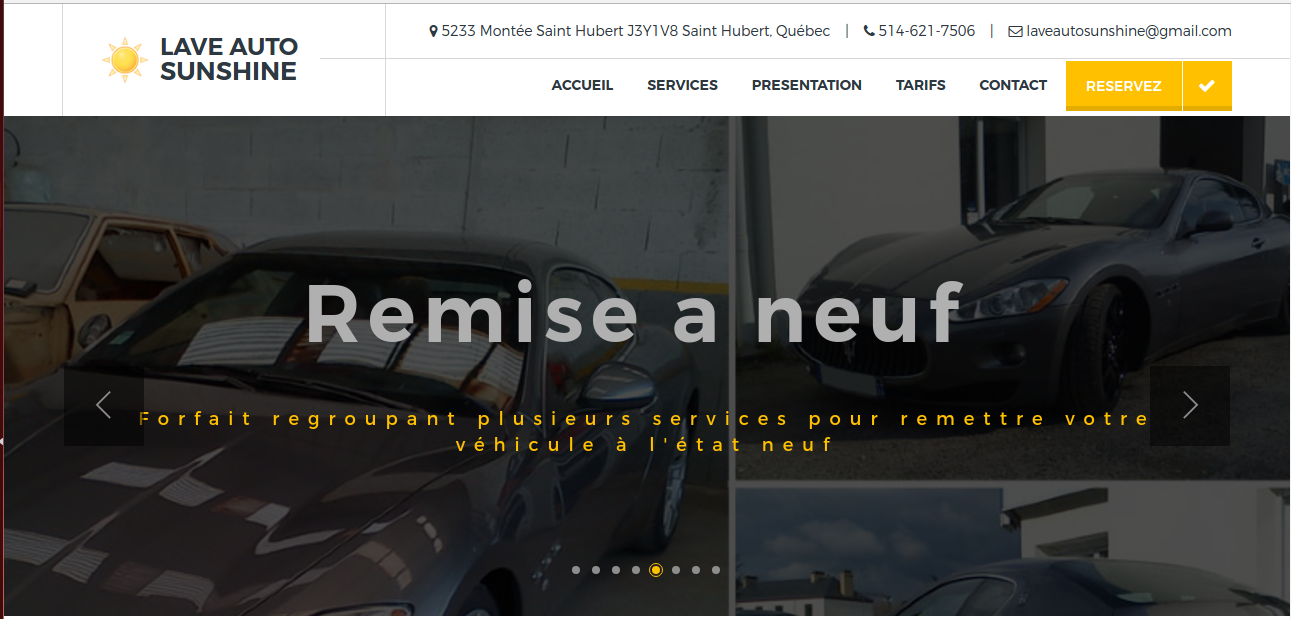 LAVE AUTO
SUNSHINE
5233 Montée Saint Hubert J3Y1V8 Saint Hubert, Québec | 514-621-7506 | laveautosunshine@gmail.com
ACCUEIL SERVICES PRESENTATION TARIFS CONTACT RESERVEZ
Remise a neuf
Forfait regroupant plusieurs services pour remettre votre
véhicule à l'état neuf